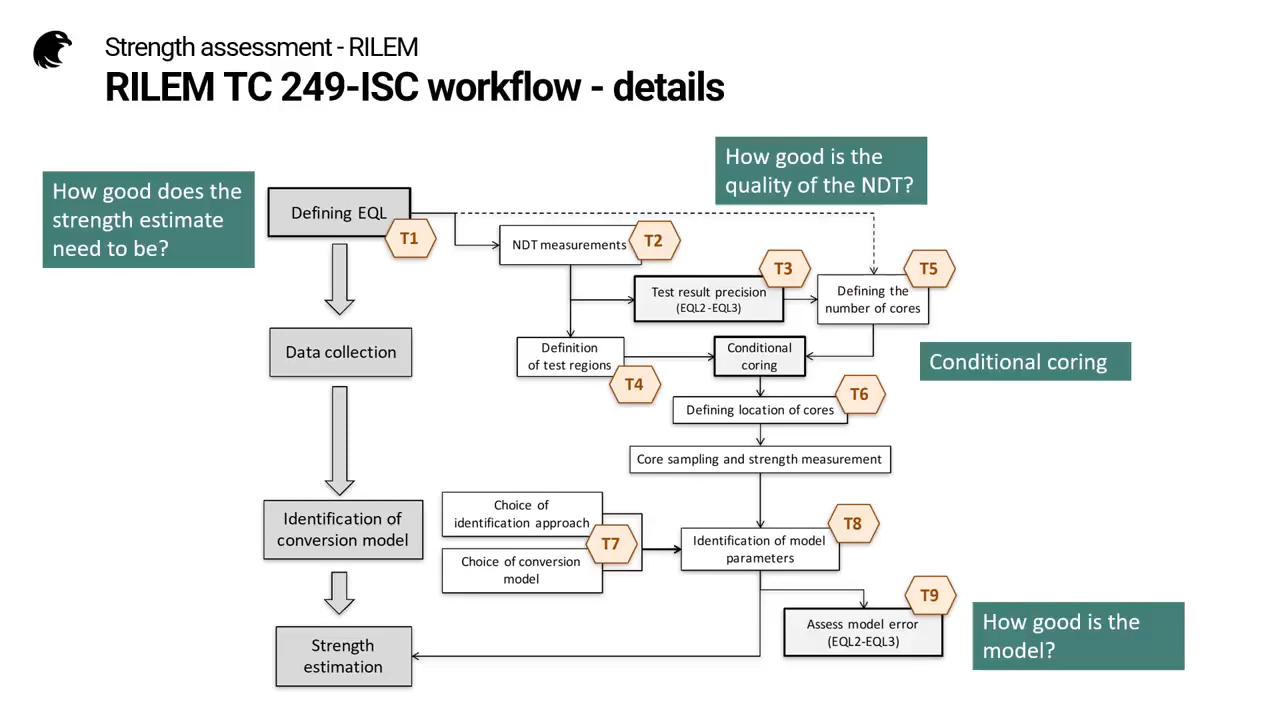 Strength assessment - RILEM
RILEM TC 249-ISC workflow - details
How good does the
strength estimate
need to be?
How good is the
quality of the NDT?
Defining EQL
T1
NDT measurements
T2
Test result precision
(EQL2 -EQL3)
T3
Defining the
number of cores
T5
Data collection
Definition
of test regions
T4
Conditional
coring
Conditional coring
Defining location of cores
T6
Core sampling and strength measurement
Identification of
conversion model
Choice of
identification approach
Choice of conversion
model
T7
Identification of model
parameters
T8
Assess model error
(EQL2-EQL3)
T9
How good is the
model?
Strength
estimation